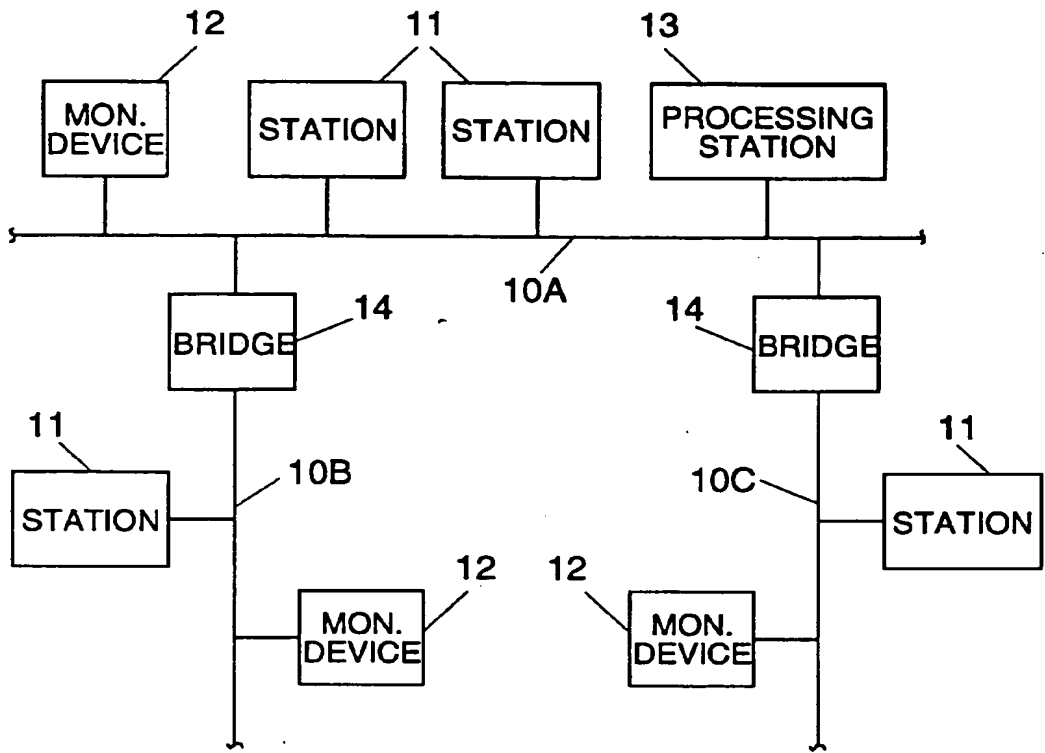 12
11
13
MON.
DEVICE
STATION
STATION
PROCESSING
STATION
10A
14
BRIDGE
14
BRIDGE
11
STATION
10B
10C
11
STATION
12
MON.
DEVICE
12
MON.
DEVICE